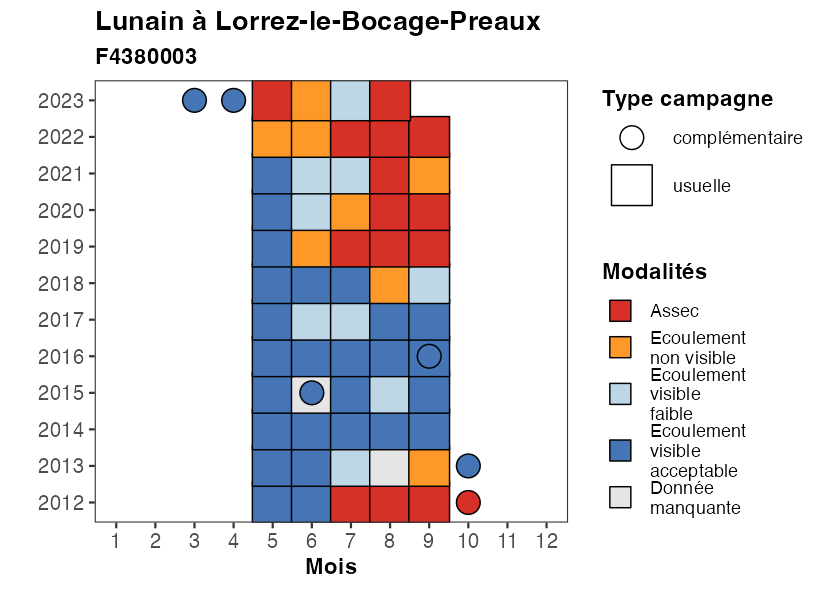 Lunain à Lorrez-le-Bocage-Preaux
F4380003
2023
2022
2021
2020
2019
2018
2017
2016
2015
2014
2013
2012
1 2 3 4 5 6 7 8 9 10 11 12
Mois
Type campagne
complémentaire
usuelle
Modalités
Assec
Ecoulement
non visible
Ecoulement
visible
faible
Ecoulement
visible
acceptable
Donnée
manquante